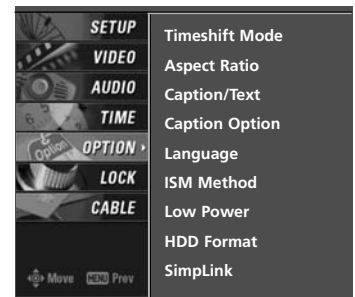 SETUP
VIDEO
AUDIO
TIME
OPTION
LOCK
CABLE
Move MENU Prev
Timeshift Mode
Aspect Ratio
Caption/Text
Caption Option
Language
ISM Method
Low Power
HDD Format
SimpLink